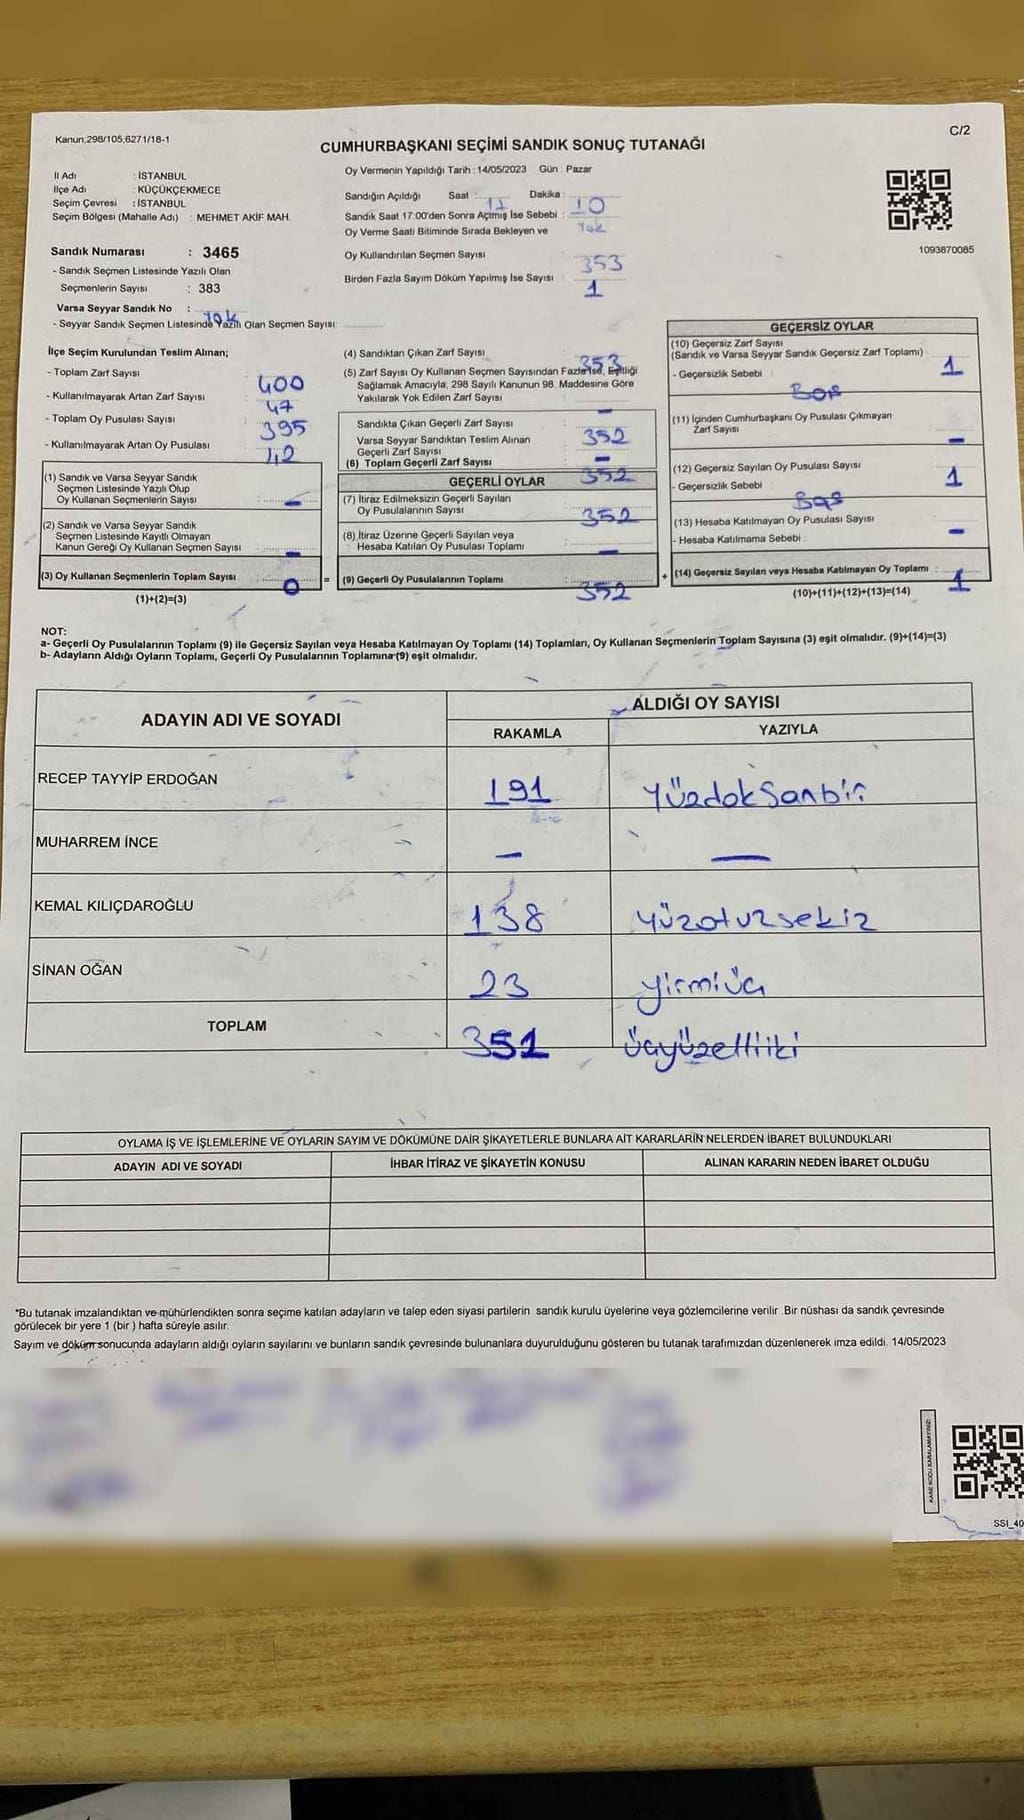 Kanun,298/105,6271/18-1
C/2
CUMHURBAŞKANI SEÇİMİ SANDIK SONUÇ TUTANAĞI
İl Adı : İSTANBUL
İlçe Adı : KÜÇÜKÇEKMECE
Seçim Çevresi : İSTANBUL
Seçim Bölgesi (Mahalle Adı) : MEHMET AKİF MAH.
Sandık Numarası : 3465
- Sandık Seçmen Listesinde Yazılı Olan
Seçmenlerin Sayısı : 383
Varsa Seyyar Sandık No : Yok
- Seyyar Sandık Seçmen Listesinde Yazılı Olan Seçmen Sayısı:
Oy Vermenin Yapıldığı Tarih : 14/05/2023 Gün : Pazar
Sandığın Açıldığı Saat : 17 Dakika : 10
Sandık Saat 17:00'den Sonra Açılmış İse Sebebi :
Oy Verme Saati Bitiminde Sırada Bekleyen ve Yok
Oy Kullandırılan Seçmen Sayısı : 353
Birden Fazla Sayım Döküm Yapılmış İse Sayısı : 1
1093870085
İlçe Seçim Kurulundan Teslim Alınan;
- Toplam Zarf Sayısı : 400
- Kullanılmayarak Artan Zarf Sayısı : 47
- Toplam Oy Pusulası Sayısı : 395
- Kullanılmayarak Artan Oy Pusulası : 42
(1) Sandık ve Varsa Seyyar Sandık
Seçmen Listesinde Yazılı Olup
Oy Kullanan Seçmenlerin Sayısı : –
(2) Sandık ve Varsa Seyyar Sandık
Seçmen Listesinde Kayıtlı Olmayan
Kanun Gereği Oy Kullanan Seçmen Sayısı : –
(3) Oy Kullanan Seçmenlerin Toplam Sayısı : 0
(1)+(2)=(3)
(4) Sandıktan Çıkan Zarf Sayısı : 353
(5) Zarf Sayısı Oy Kullanan Seçmen Sayısından Fazla İse, Eşitliği
Sağlamak Amacıyla, 298 Sayılı Kanunun 98. Maddesine Göre
Yakılarak Yok Edilen Zarf Sayısı : –
Sandıkta Çıkan Geçerli Zarf Sayısı : 352
Varsa Seyyar Sandıktan Teslim Alınan
Geçerli Zarf Sayısı : –
(6) Toplam Geçerli Zarf Sayısı : 352
GEÇERLİ OYLAR
(7) İtiraz Edilmeksizin Geçerli Sayılan
Oy Pusulalarının Sayısı : 352
(8) İtiraz Üzerine Geçerli Sayılan veya
Hesaba Katılan Oy Pusulası Toplamı : –
= (9) Geçerli Oy Pusulalarının Toplamı : 352
GEÇERSİZ OYLAR
(10) Geçersiz Zarf Sayısı
(Sandık ve Varsa Seyyar Sandık Geçersiz Zarf Toplamı) 1
- Geçersizlik Sebebi : Boş
(11) İçinden Cumhurbaşkanı Oy Pusulası Çıkmayan
Zarf Sayısı –
(12) Geçersiz Sayılan Oy Pusulası Sayısı 1
- Geçersizlik Sebebi : Boş
(13) Hesaba Katılmayan Oy Pusulası Sayısı –
- Hesaba Katılmama Sebebi :
+ (14) Geçersiz Sayılan veya Hesaba Katılmayan Oy Toplamı : 1
(10)+(11)+(12)+(13)=(14)
NOT:
a- Geçerli Oy Pusulalarının Toplamı (9) ile Geçersiz Sayılan veya Hesaba Katılmayan Oy Toplamı (14) Toplamları, Oy Kullanan Seçmenlerin Toplam Sayısına (3) eşit olmalıdır. (9)+(14)=(3)
b- Adayların Aldığı Oyların Toplamı, Geçerli Oy Pusulalarının Toplamına (9) eşit olmalıdır.
ADAYIN ADI VE SOYADI ALDIĞI OY SAYISI
RAKAMLA YAZIYLA
RECEP TAYYİP ERDOĞAN 191 Yüzdoksanbir
MUHARREM İNCE – –
KEMAL KILIÇDAROĞLU 138 Yüzotuzsekiz
SİNAN OĞAN 23 yirmiüç
TOPLAM 352 üçyüzelliiki
OYLAMA İŞ VE İŞLEMLERİNE VE OYLARIN SAYIM VE DÖKÜMÜNE DAİR ŞİKAYETLERLE BUNLARA AİT KARARLARIN NELERDEN İBARET BULUNDUKLARI
ADAYIN ADI VE SOYADI İHBAR İTİRAZ VE ŞİKAYETİN KONUSU ALINAN KARARIN NEDEN İBARET OLDUĞU
*Bu tutanak imzalandıktan ve mühürlendikten sonra seçime katılan adayların ve talep eden siyasi partilerin sandık kurulu üyelerine veya gözlemcilerine verilir .Bir nüshası da sandık çevresinde
görülecek bir yere 1 (bir ) hafta süreyle asılır.
Sayım ve döküm sonucunda adayların aldığı oyların sayılarını ve bunların sandık çevresinde bulunanlara duyurulduğunu gösteren bu tutanak tarafımızdan düzenlenerek imza edildi. 14/05/2023
KARE KODU KARALAMAYINIZ!
SSI_40